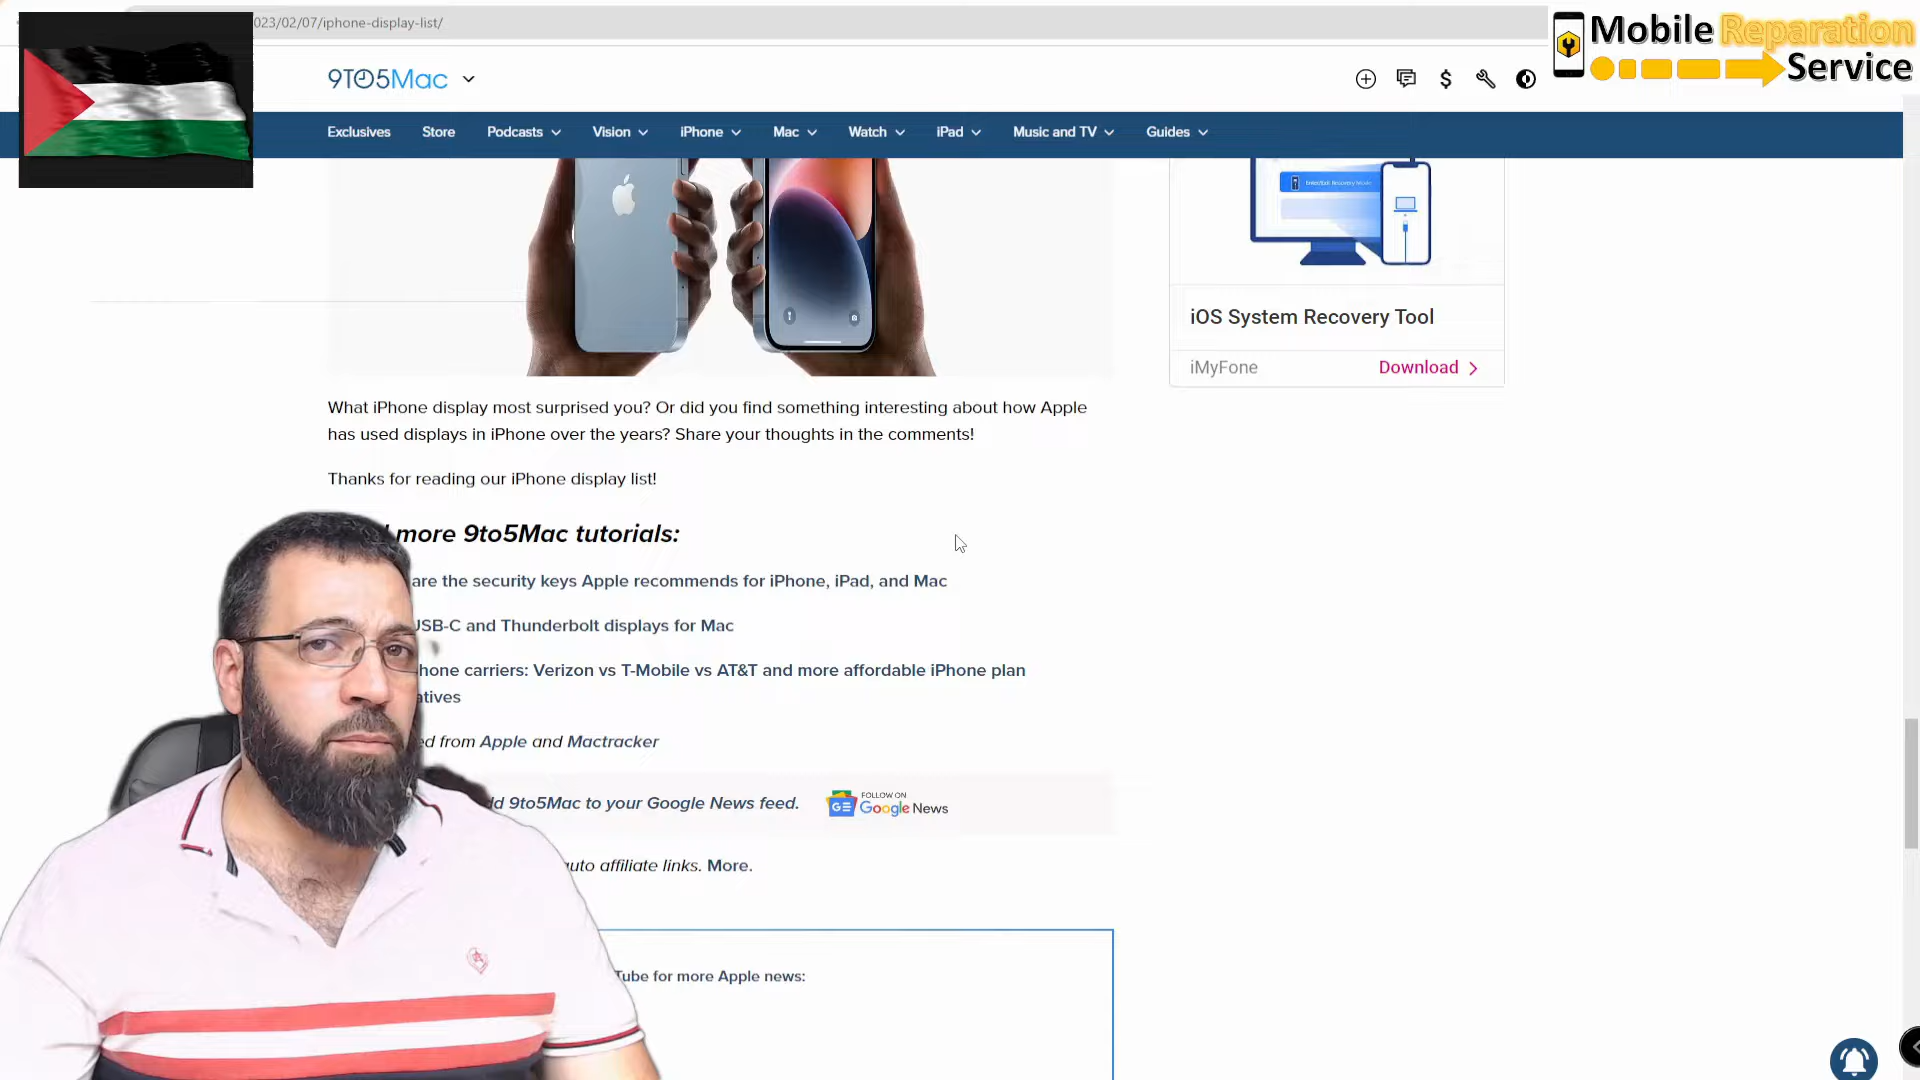 023/02/07/iphone-display-list/
Mobile Reparation
Service
9TO5Mac
Exclusives Store Podcasts Vision iPhone Mac Watch iPad Music and TV Guides
iOS System Recovery Tool
iMyFone Download
What iPhone display most surprised you? Or did you find something interesting about how Apple
has used displays in iPhone over the years? Share your thoughts in the comments!
Thanks for reading our iPhone display list!
more 9to5Mac tutorials:
are the security keys Apple recommends for iPhone, iPad, and Mac
USB-C and Thunderbolt displays for Mac
hone carriers: Verizon vs T-Mobile vs AT&T and more affordable iPhone plan
atives
ed from Apple and Mactracker
dd 9to5Mac to your Google News feed.
FOLLOW ON
GE Google News
auto affiliate links. More.
Tube for more Apple news: